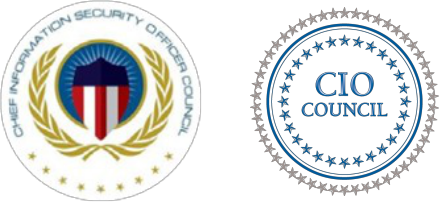 CHIEF INFORMATION SECURITY OFFICER COUNCIL
CIO
COUNCIL